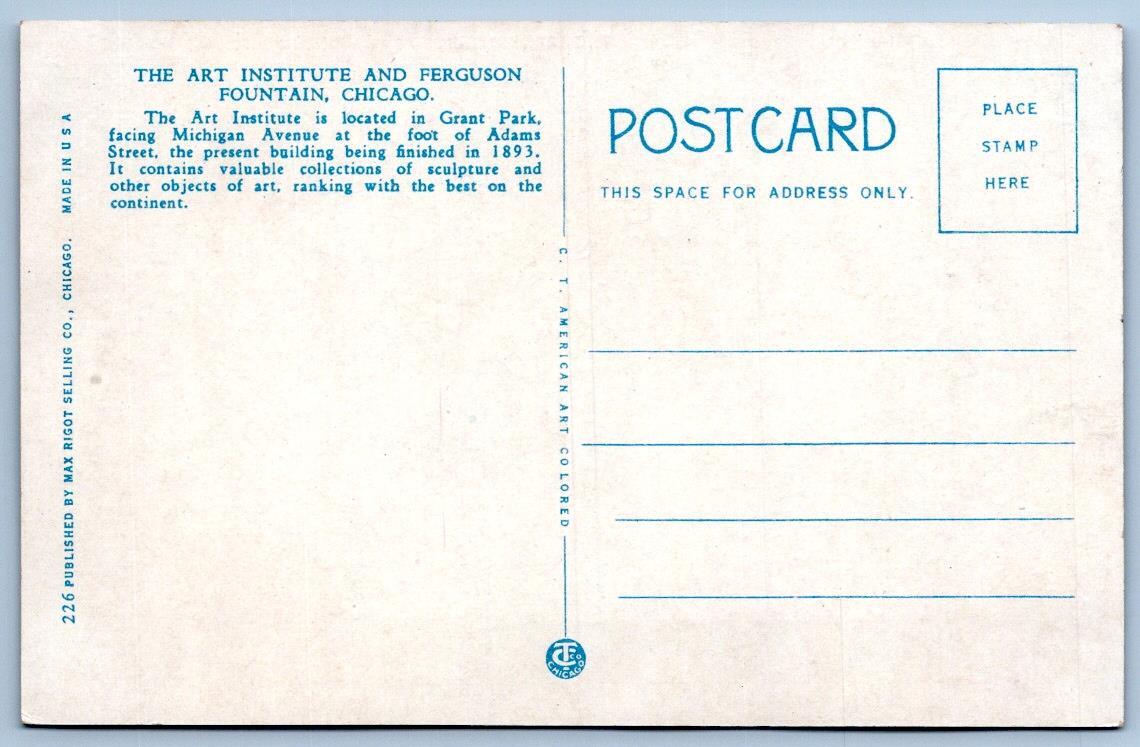 THE ART INSTITUTE AND FERGUSON
FOUNTAIN, CHICAGO.
The Art Institute is located in Grant Park,
facing Michigan Avenue at the foot of Adams
Street, the present building being finished in 1893.
It contains valuable collections of sculpture and
other objects of art, ranking with the best on the
continent.
226 PUBLISHED BY MAX RIGOT SELLING CO., CHICAGO. MADE IN U S A
C. T. AMERICAN ART COLORED
CT Co
CHICAGO
POSTCARD
THIS SPACE FOR ADDRESS ONLY.
PLACE
STAMP
HERE